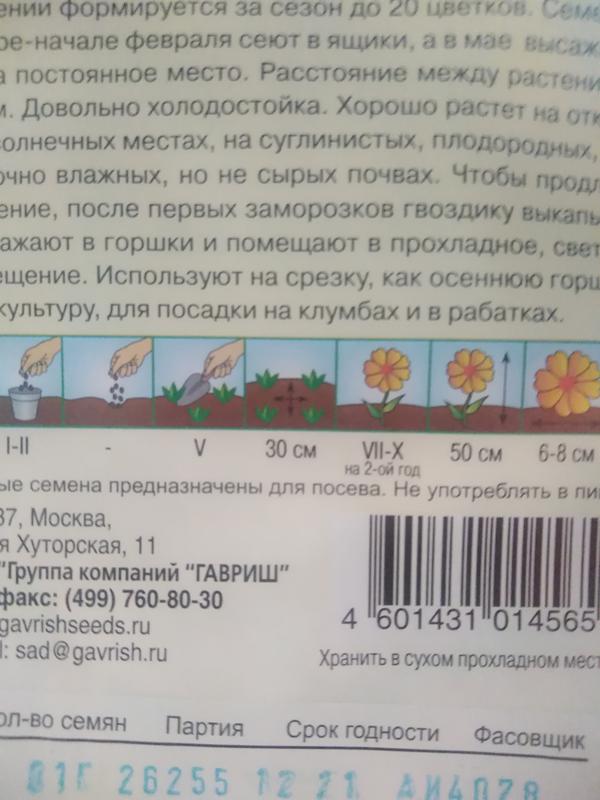 ении формируется за сезон до 20 цветков. Семе
ре-начале февраля сеют в ящики, а в мае высаж
а постоянное место. Расстояние между растени
м. Довольно холодостойка. Хорошо растет на отк
солнечных местах, на суглинистых, плодородных,
очно влажных, но не сырых почвах. Чтобы продл
ение, после первых заморозков гвоздику выкапы
ажают в горшки и помещают в прохладное, свет
ещение. Используют на срезку, как осеннюю горш
культуру, для посадки на клумбах и в рабатках.
I-II - V 30 см VII-X 50 см 6-8 см
на 2-ой год
ые семена предназначены для посева. Не употреблять в пи
37, Москва,
я Хуторская, 11
"Группа компаний "ГАВРИШ"
факс: (499) 760-80-30
gavrishseeds.ru
l: sad@gavrish.ru
4 601431 014565
Хранить в сухом прохладном мест
ол-во семян Партия Срок годности Фасовщик
01Г 26255 12 21 АИ4078